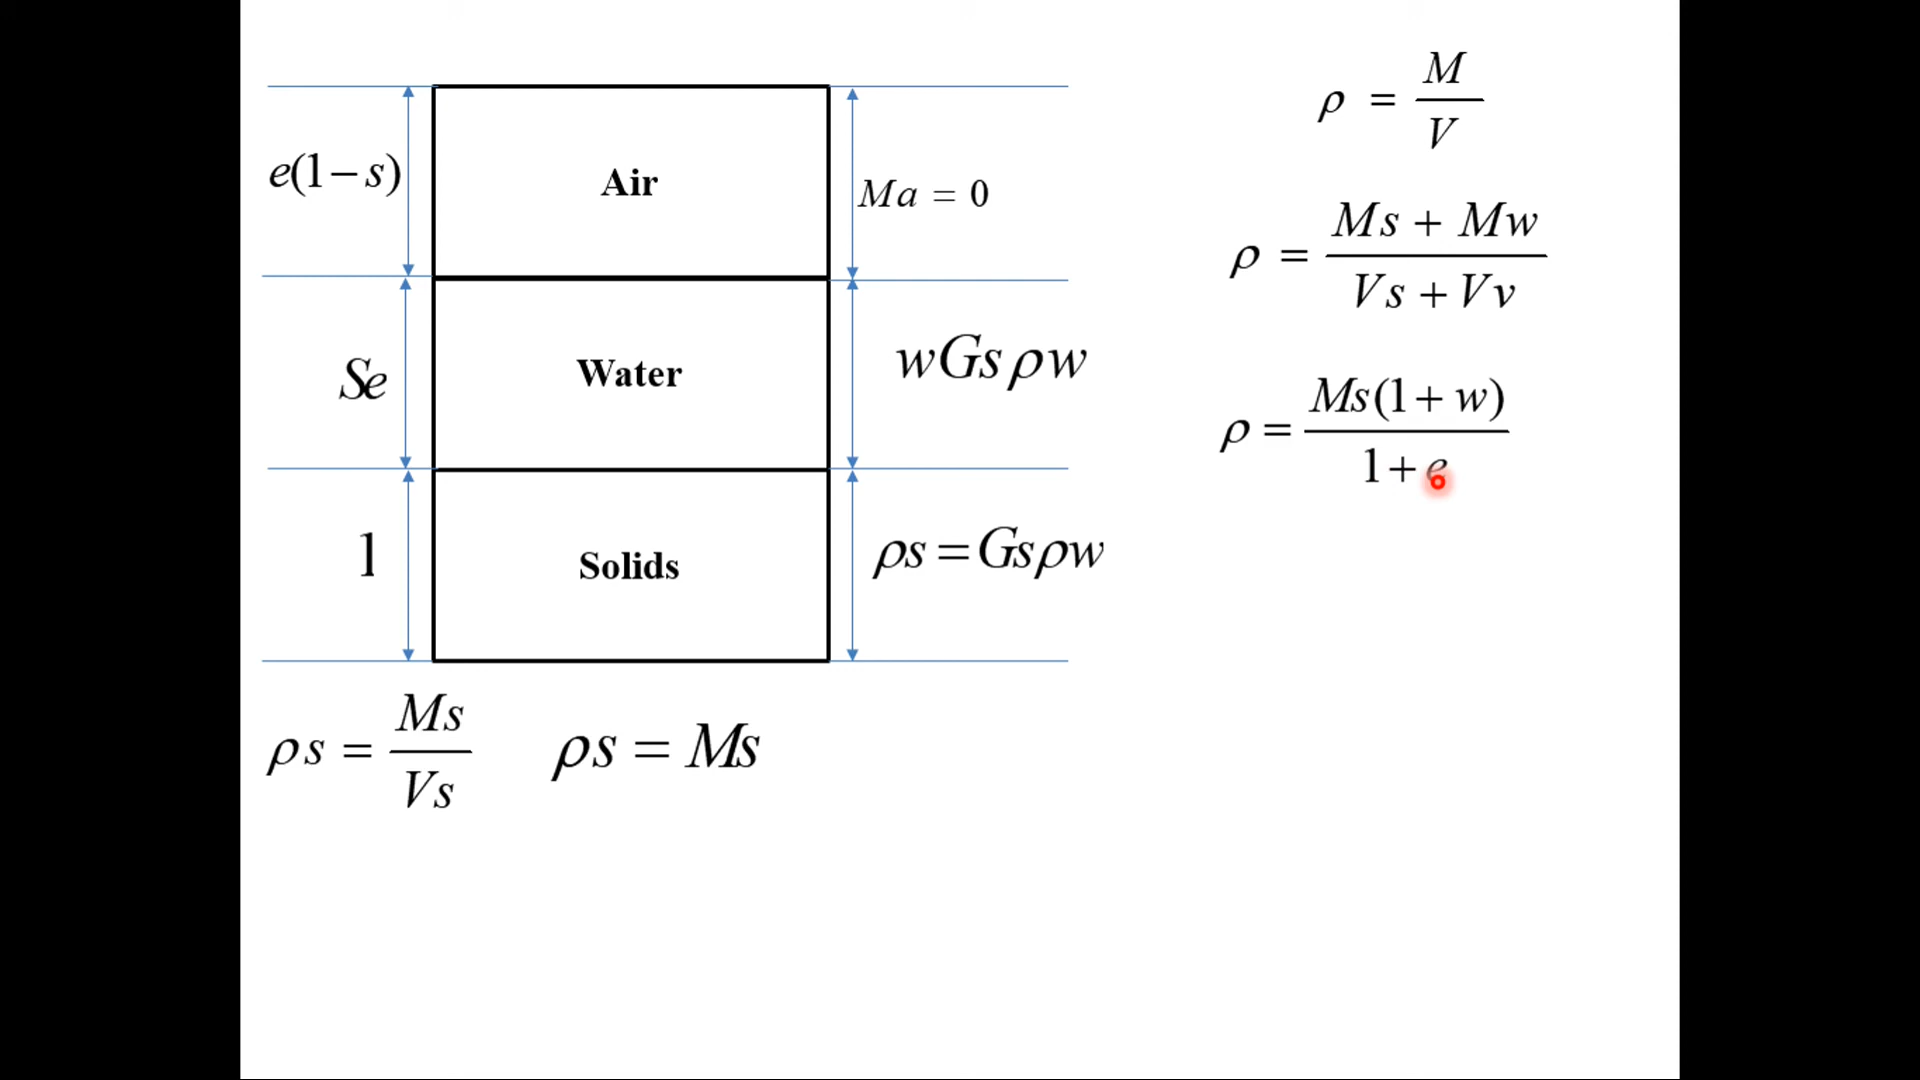 e(1−s)
Air
Ma = 0
Se
Water
wGsρw
1
Solids
ρs = Gsρw
ρs = Ms/Vs
ρs = Ms
ρ = M/V
ρ = (Ms + Mw)/(Vs + Vv)
ρ = Ms(1+w)/(1+e)